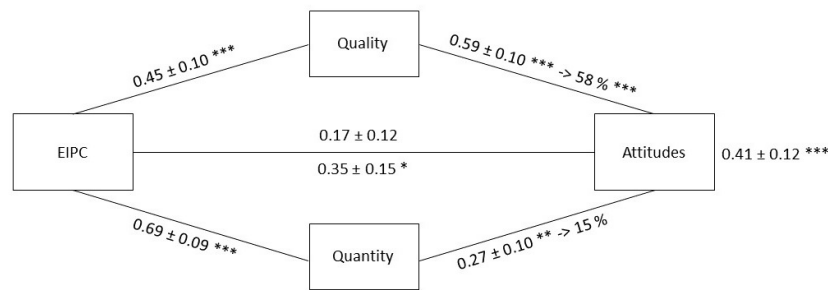 Quality
0.45 ± 0.10 ***
0.59 ± 0.10 *** -> 58 % ***
EIPC
0.17 ± 0.12
0.35 ± 0.15 *
Attitudes
0.41 ± 0.12 ***
0.69 ± 0.09 ***
Quantity
0.27 ± 0.10 ** -> 15 %